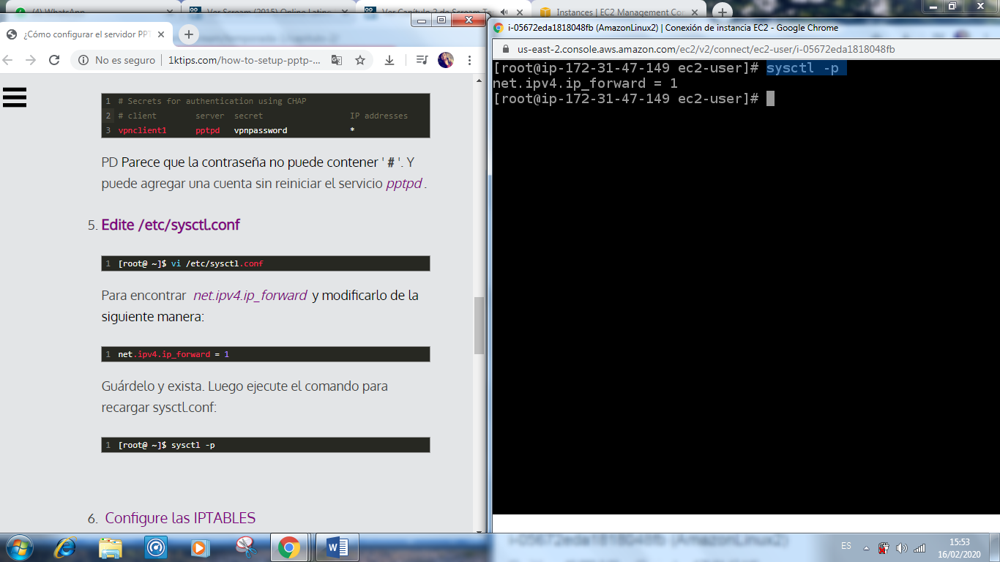 (4) WhatsApp
Ver Scream (2015) Online Latino
Ver Capítulo 2 de Scream T
Instances | EC2 Management Co
¿Cómo configurar el servidor PPT
i-05672eda1818048fb (AmazonLinux2) | Conexión de instancia EC2 - Google Chrome
No es seguro | 1ktips.com/how-to-setup-pptp-...
us-east-2.console.aws.amazon.com/ec2/v2/connect/ec2-user/i-05672eda1818048fb
1 # Secrets for authentication using CHAP
2 # client server secret IP addresses
3 vpnclient1 pptpd vpnpassword *
PD Parece que la contraseña no puede contener ' # '. Y
puede agregar una cuenta sin reiniciar el servicio pptpd .
5. Edite /etc/sysctl.conf
1 [root@ ~]$ vi /etc/sysctl.conf
Para encontrar net.ipv4.ip_forward y modificarlo de la
siguiente manera:
1 net.ipv4.ip_forward = 1
Guárdelo y exista. Luego ejecute el comando para
recargar sysctl.conf:
1 [root@ ~]$ sysctl -p
6. Configure las IPTABLES
[root@ip-172-31-47-149 ec2-user]# sysctl -p
net.ipv4.ip_forward = 1
[root@ip-172-31-47-149 ec2-user]#
i-05672eda1818048fb (AmazonLinux2)
ES
15:53
16/02/2020